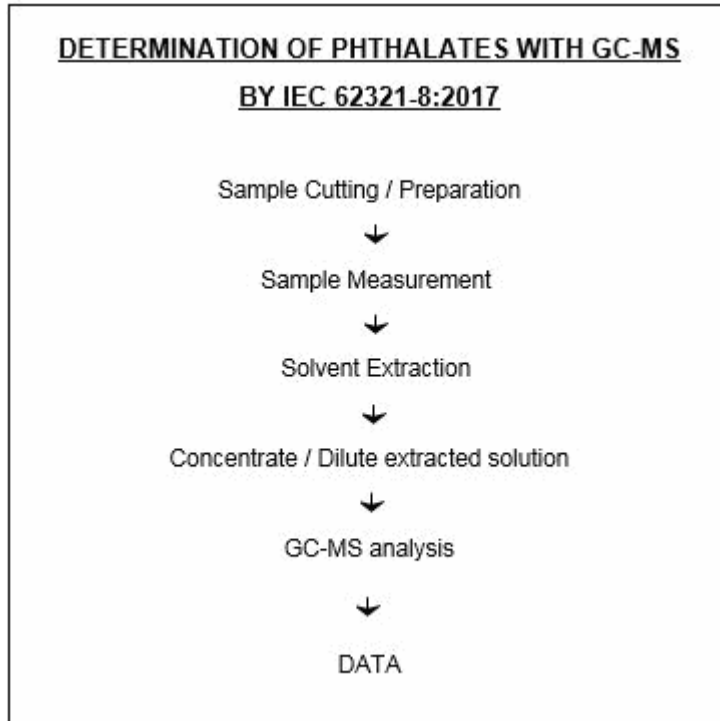 DETERMINATION OF PHTHALATES WITH GC-MS
BY IEC 62321-8:2017
Sample Cutting / Preparation
Sample Measurement
Solvent Extraction
Concentrate / Dilute extracted solution
GC-MS analysis
DATA